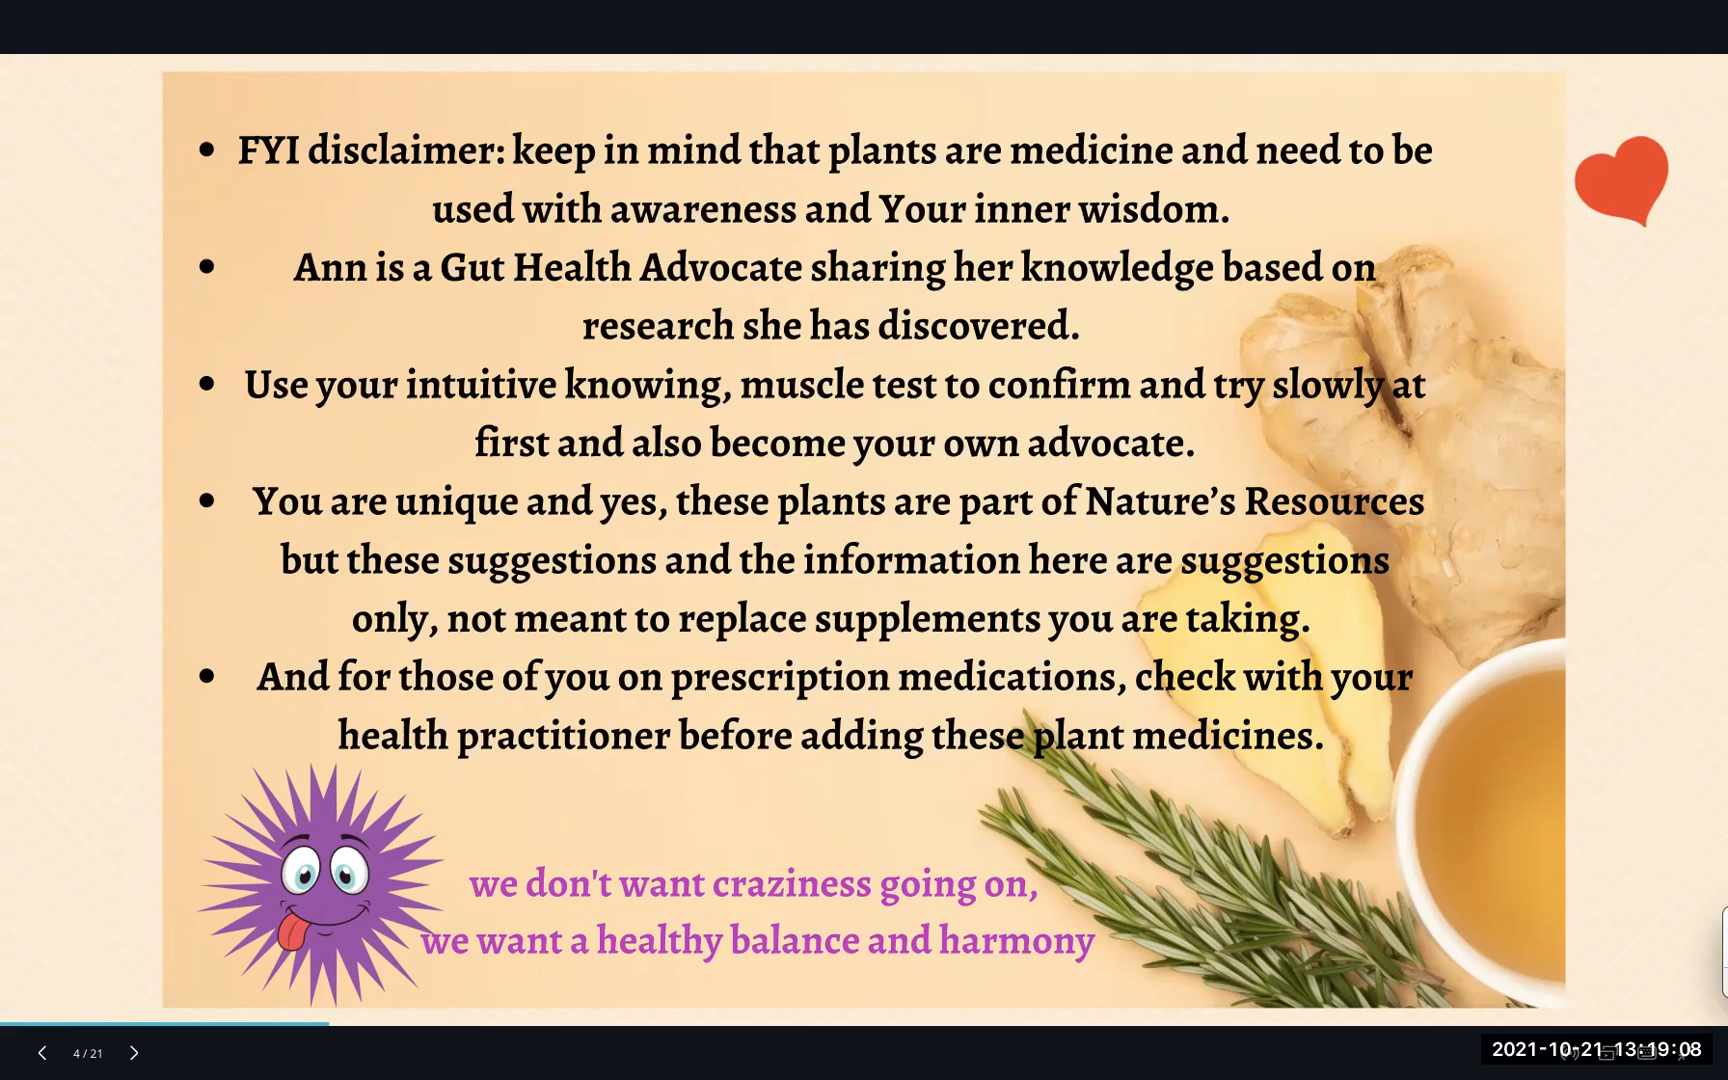 • FYI disclaimer: keep in mind that plants are medicine and need to be
used with awareness and Your inner wisdom.
• Ann is a Gut Health Advocate sharing her knowledge based on
research she has discovered.
• Use your intuitive knowing, muscle test to confirm and try slowly at
first and also become your own advocate.
• You are unique and yes, these plants are part of Nature’s Resources
but these suggestions and the information here are suggestions
only, not meant to replace supplements you are taking.
• And for those of you on prescription medications, check with your
health practitioner before adding these plant medicines.
we don't want craziness going on,
we want a healthy balance and harmony
4 / 21
2021-10-21 13:19:08